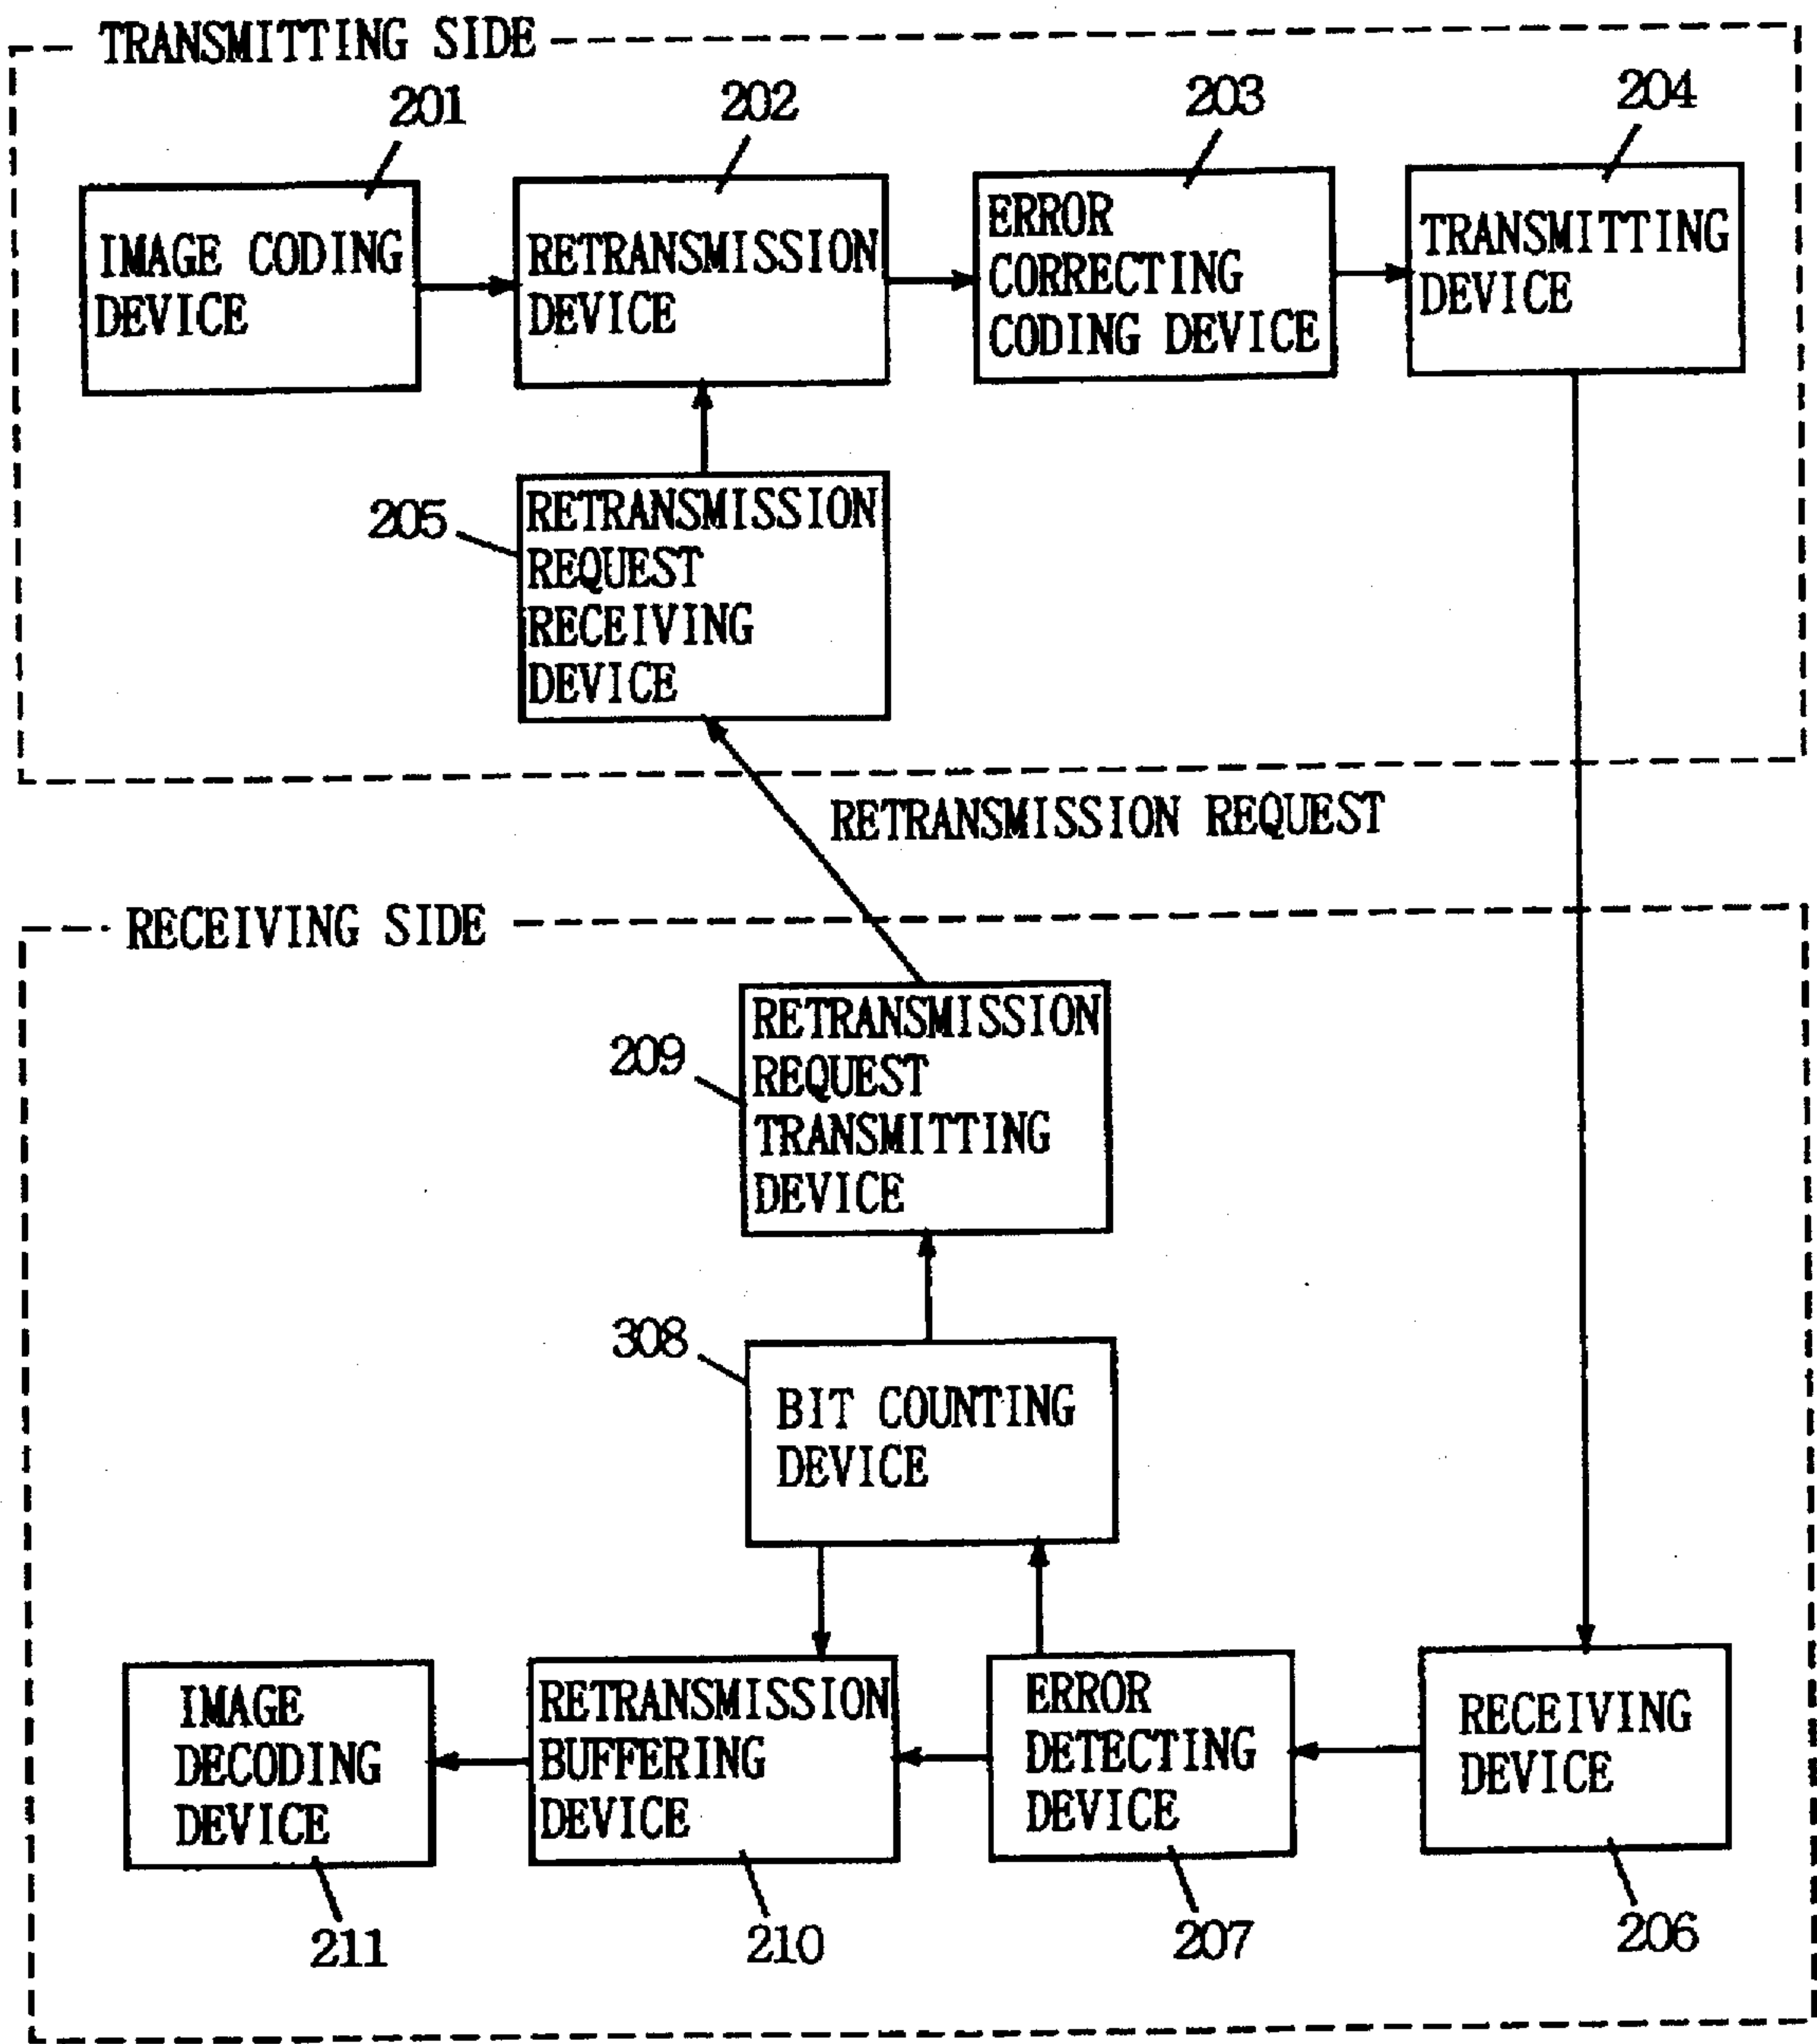 TRANSMITTING SIDE
201
202
203
204
IMAGE CODING
DEVICE
RETRANSMISSION
DEVICE
ERROR
CORRECTING
CODING DEVICE
TRANSMITTING
DEVICE
205
RETRANSMISSION
REQUEST
RECEIVING
DEVICE
RETRANSMISSION REQUEST
RECEIVING SIDE
209
RETRANSMISSION
REQUEST
TRANSMITTING
DEVICE
308
BIT COUNTING
DEVICE
IMAGE
DECODING
DEVICE
RETRANSMISSION
BUFFERING
DEVICE
ERROR
DETECTING
DEVICE
RECEIVING
DEVICE
211
210
207
206